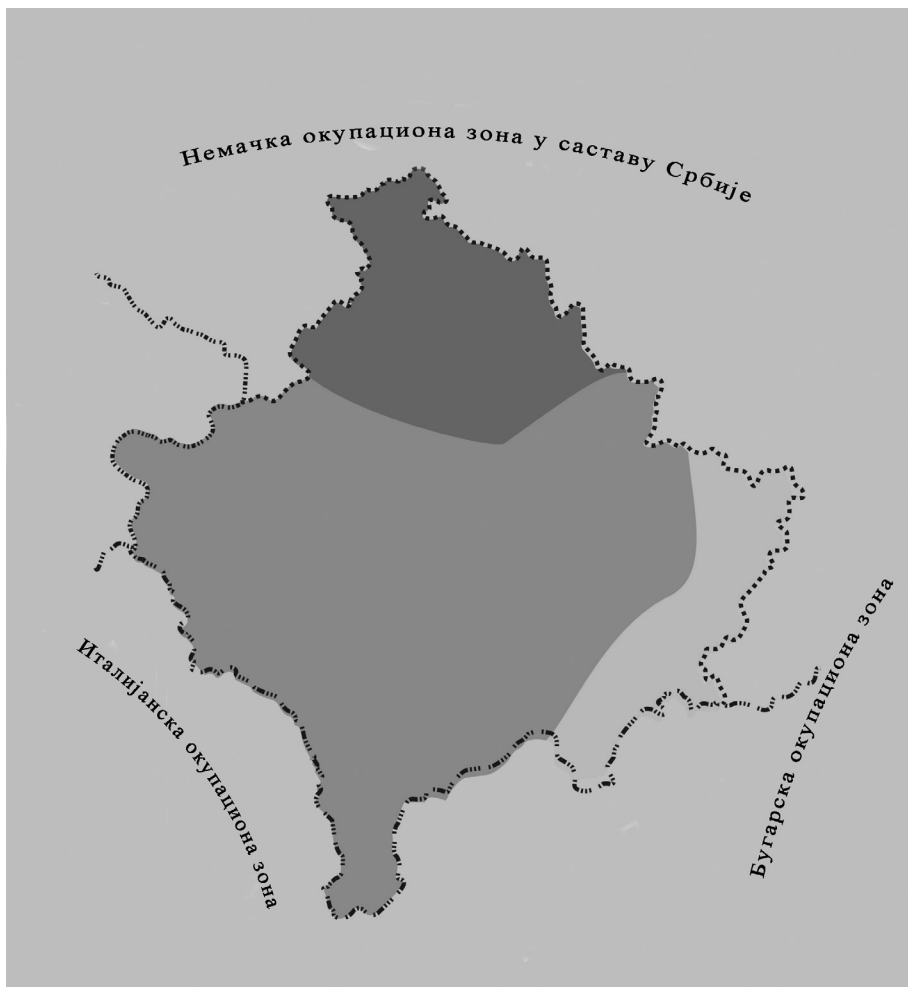 Немачка окупациона зона у саставу Србије
Италијанска окупациона зона
Бугарска окупациона зона